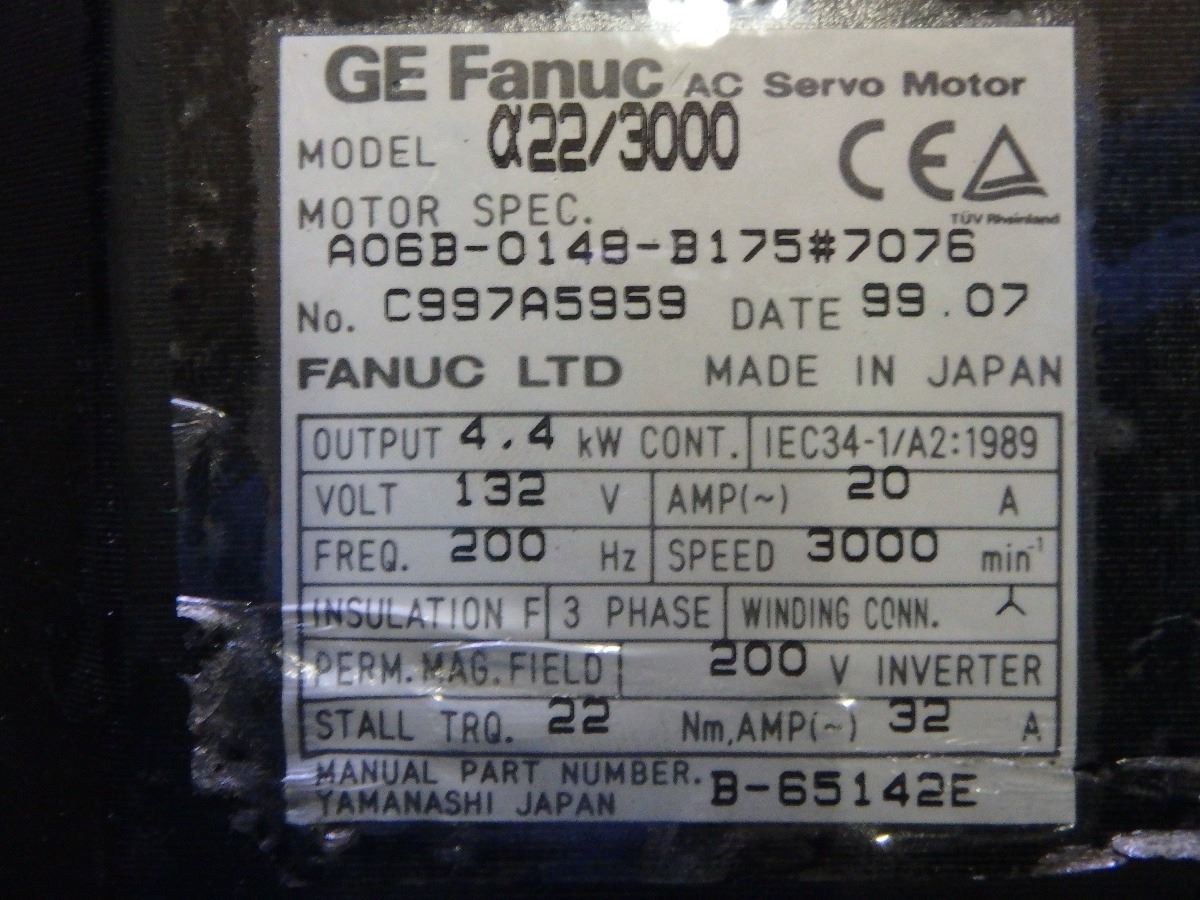 GE Fanuc AC Servo Motor
MODEL α22/3000
CE
TÜV Rheinland
MOTOR SPEC.
A06B-0148-B175#7076
No. C997A5959 DATE 99.07
FANUC LTD MADE IN JAPAN
OUTPUT 4.4 kW CONT. IEC34-1/A2:1989
VOLT 132 V AMP(~) 20 A
FREQ. 200 Hz SPEED 3000 min⁻¹
INSULATION F 3 PHASE WINDING CONN.
PERM.MAG.FIELD 200 V INVERTER
STALL TRQ. 22 Nm,AMP(~) 32 A
MANUAL PART NUMBER. B-65142E
YAMANASHI JAPAN